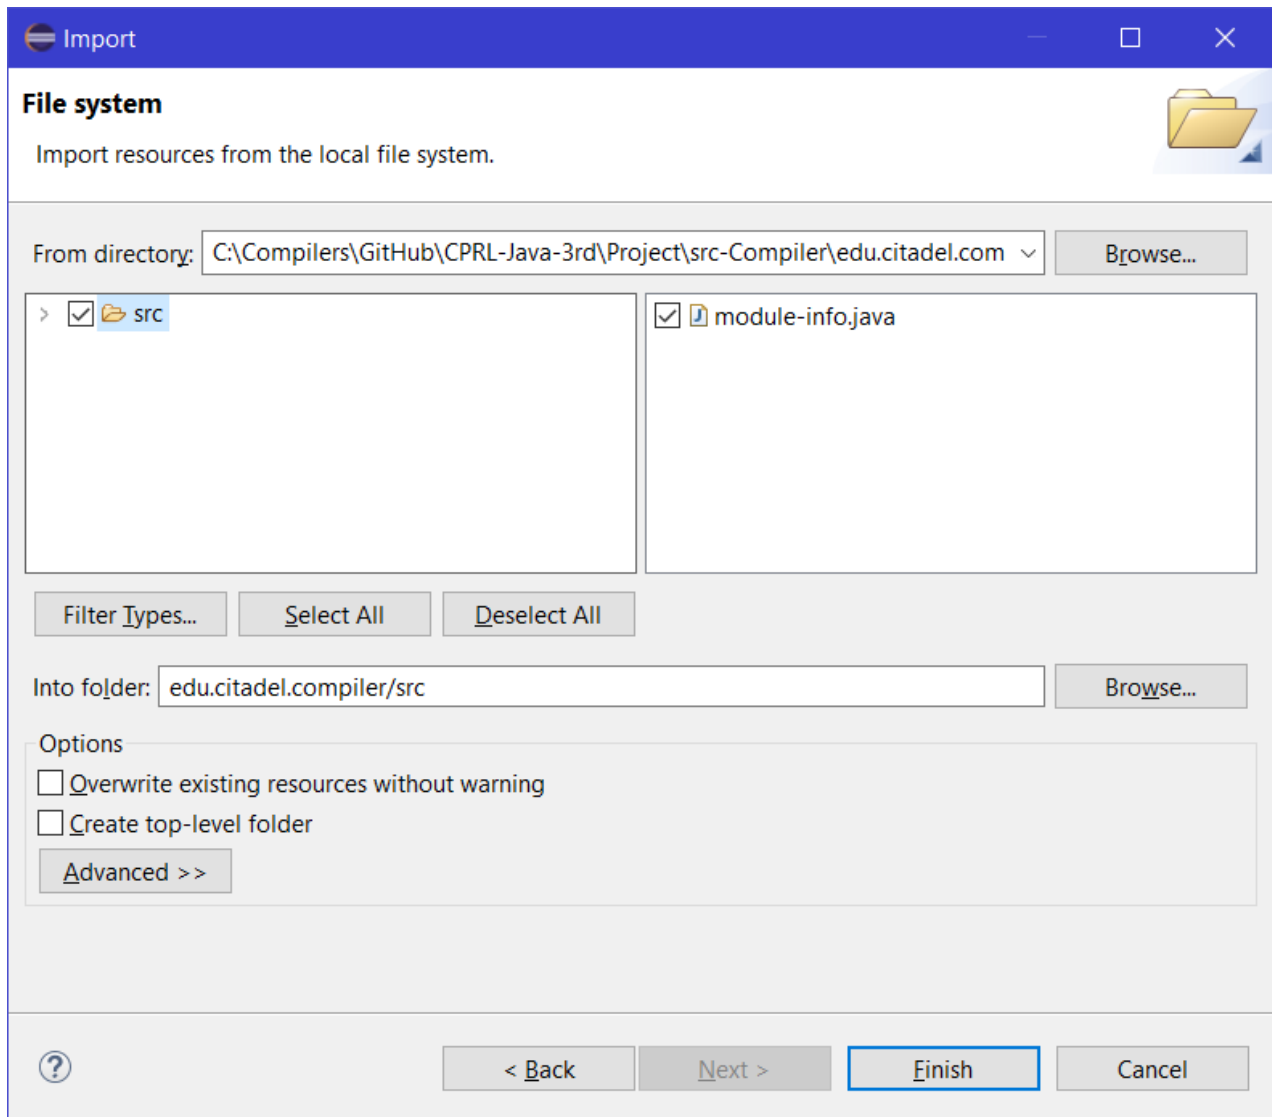 Import
File system
Import resources from the local file system.
From directory: C:\Compilers\GitHub\CPRL-Java-3rd\Project\src-Compiler\edu.citadel.com Browse...
src
module-info.java
Filter Types... Select All Deselect All
Into folder: edu.citadel.compiler/src Browse...
Options
Overwrite existing resources without warning
Create top-level folder
Advanced >>
? < Back Next > Finish Cancel